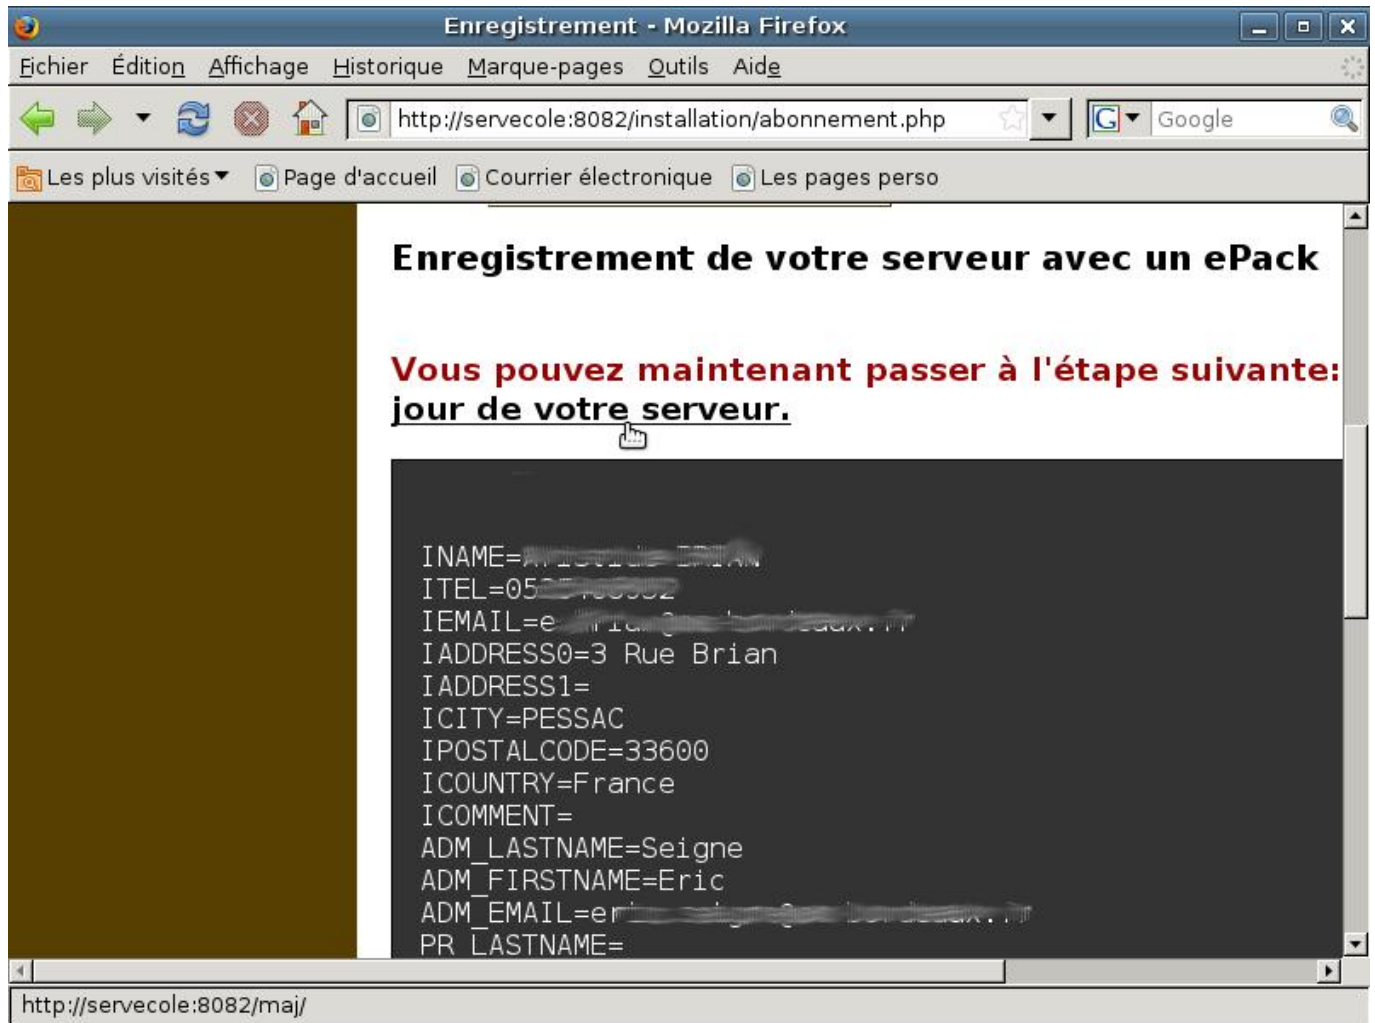 Enregistrement - Mozilla Firefox
Fichier Édition Affichage Historique Marque-pages Outils Aide
http://servecole:8082/installation/abonnement.php G Google
Les plus visités Page d'accueil Courrier électronique Les pages perso
Enregistrement de votre serveur avec un ePack
Vous pouvez maintenant passer à l'étape suivante:
jour de votre serveur.
INAME=
ITEL=05
IEMAIL=e
IADDRESS0=3 Rue Brian
IADDRESS1=
ICITY=PESSAC
IPOSTALCODE=33600
ICOUNTRY=France
ICOMMENT=
ADM_LASTNAME=Seigne
ADM_FIRSTNAME=Eric
ADM_EMAIL=er
PR_LASTNAME=
http://servecole:8082/maj/